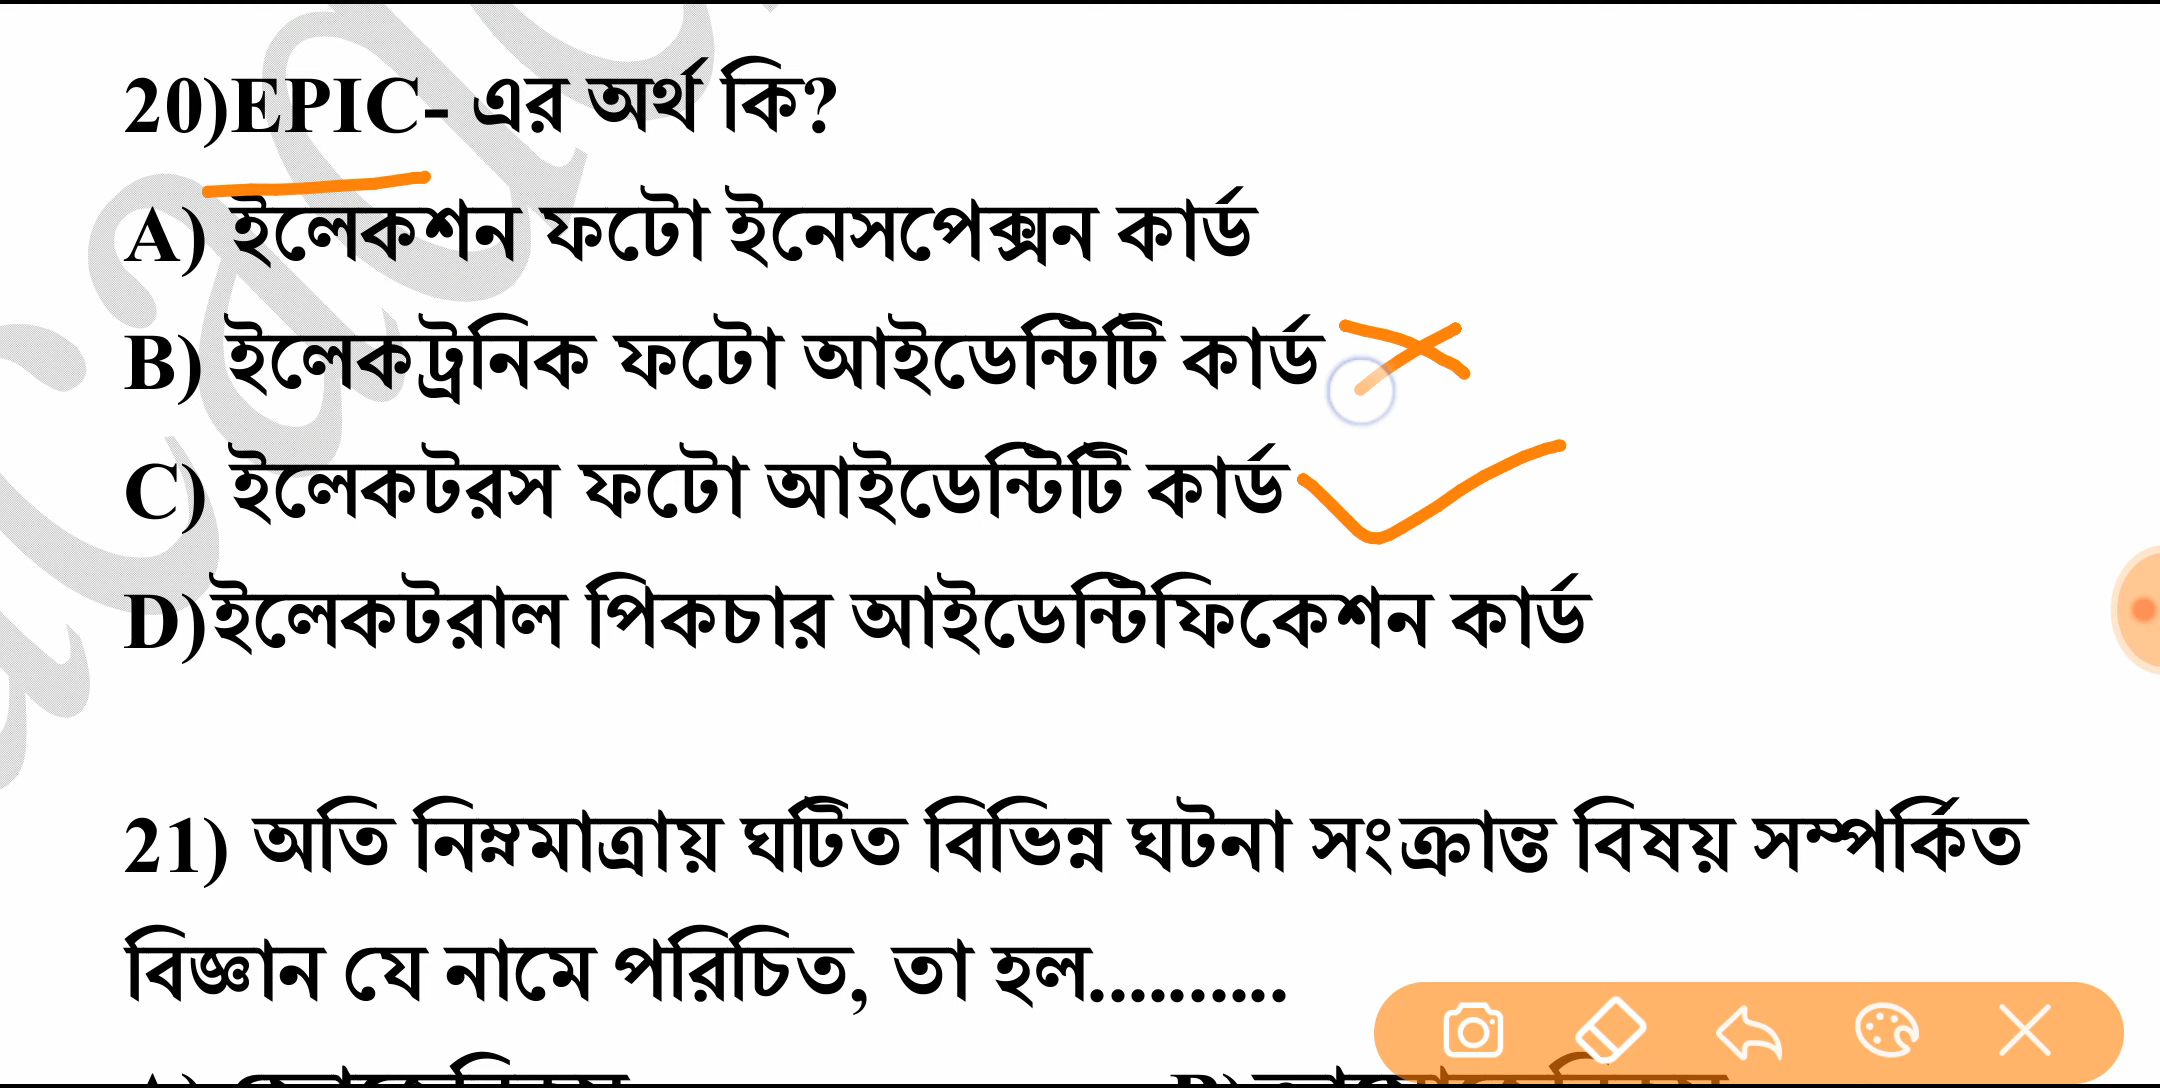 20)EPIC- এর অর্থ কি?
A) ইলেকশন ফটো ইনেসপেক্সন কার্ড
B) ইলেকট্রনিক ফটো আইডেন্টিটি কার্ড
C) ইলেকটরস ফটো আইডেন্টিটি কার্ড
D)ইলেকটরাল পিকচার আইডেন্টিফিকেশন কার্ড
21) অতি নিম্নমাত্রায় ঘটিত বিভিন্ন ঘটনা সংক্রান্ত বিষয় সম্পর্কিত
বিজ্ঞান যে নামে পরিচিত, তা হল..........